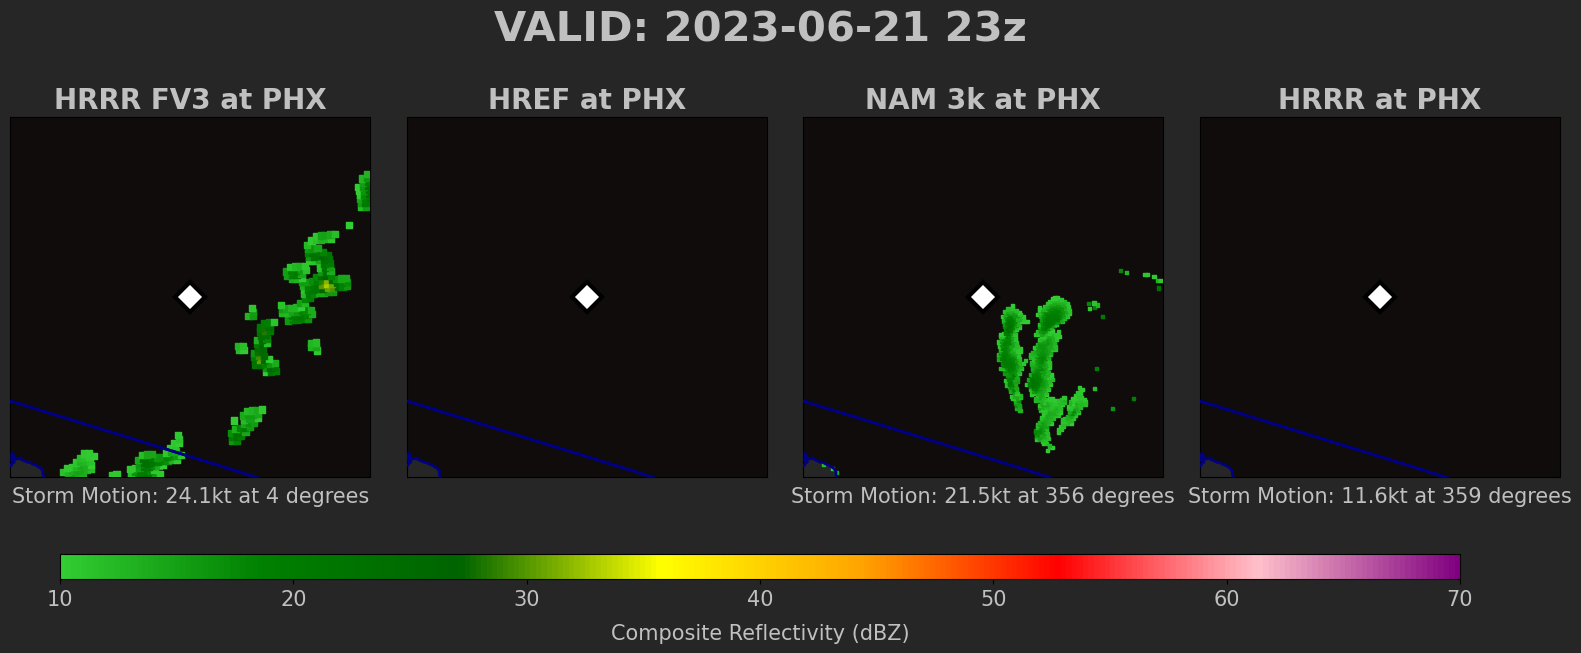 VALID: 2023-06-21 23z
HRRR FV3 at PHX
HREF at PHX
NAM 3k at PHX
HRRR at PHX
Storm Motion: 24.1kt at 4 degrees
Storm Motion: 21.5kt at 356 degrees
Storm Motion: 11.6kt at 359 degrees
10 20 30 40 50 60 70
Composite Reflectivity (dBZ)